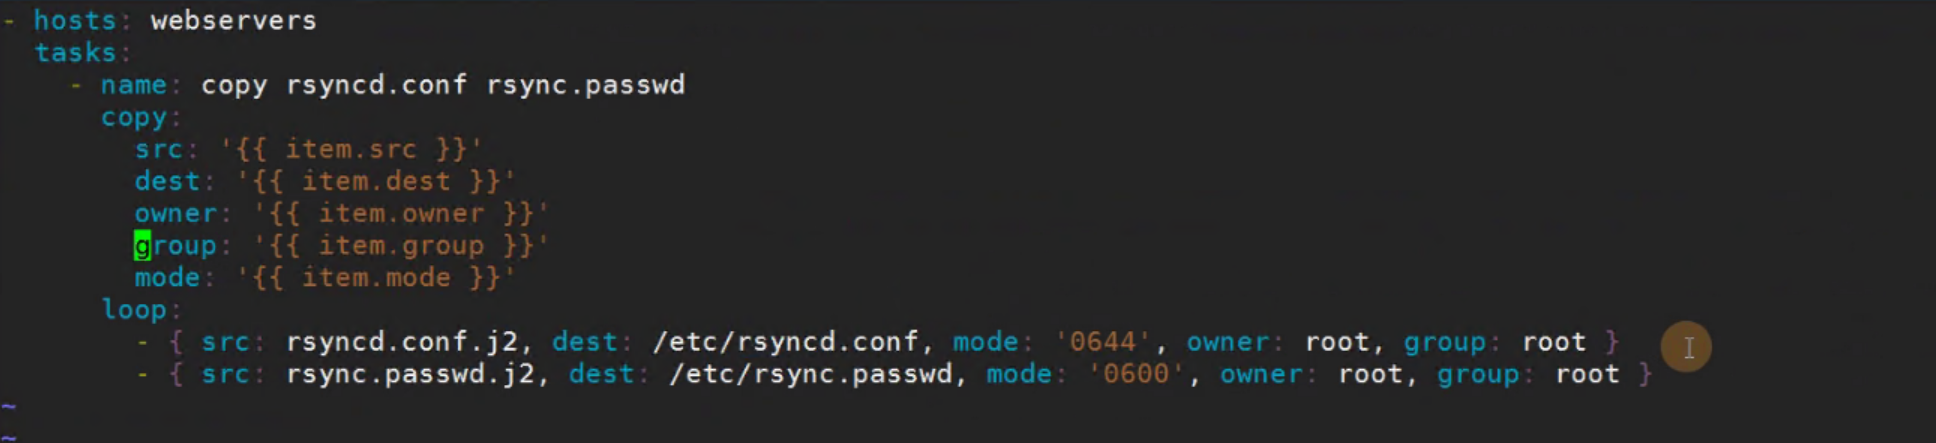 - hosts: webservers
  tasks:
    - name: copy rsyncd.conf rsync.passwd
      copy:
        src: '{{ item.src }}'
        dest: '{{ item.dest }}'
        owner: '{{ item.owner }}'
        group: '{{ item.group }}'
        mode: '{{ item.mode }}'
      loop:
        - { src: rsyncd.conf.j2, dest: /etc/rsyncd.conf, mode: '0644', owner: root, group: root }
        - { src: rsync.passwd.j2, dest: /etc/rsync.passwd, mode: '0600', owner: root, group: root }
~
~